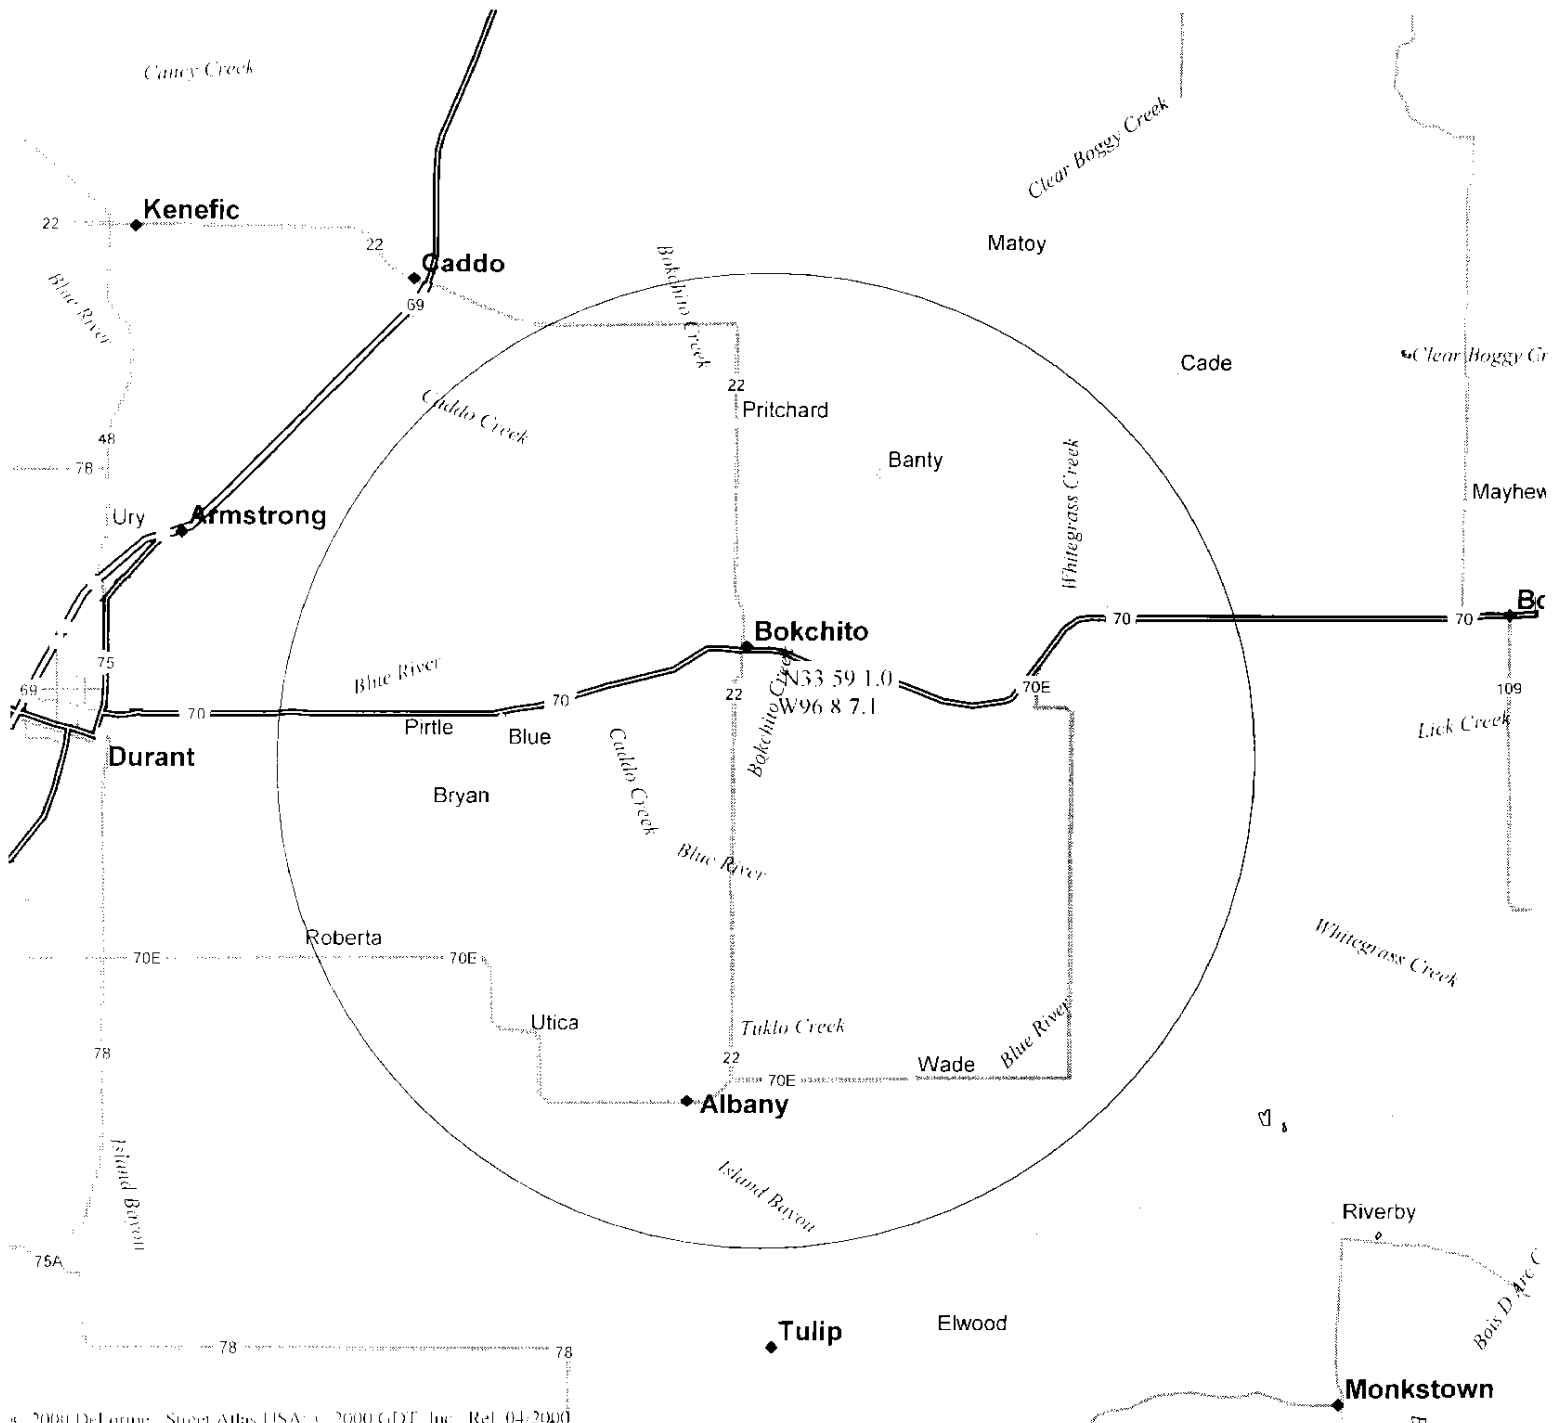 Caney Creek
Clear Boggy Creek
Kenefic
22
22
Matoy
Caddo
Bokchito Creek
Blue River
69
Clear Boggy Cr
Cade
22
Caddo Creek
Pritchard
48
Banty
78
Whitegrass Creek
Mayhew
Ury
Armstrong
Bo
70
70
Bokchito
75
Blue River
N33 59 1.0
W96 8 7.1
69
22
70E
109
70
70
Bokchito Creek
Lick Creek
Pirtle
Blue
Durant
Caddo Creek
Bryan
Blue River
Roberta
70E
70E
Whitegrass Creek
Utica
Tuklo Creek
Blue River
78
22
Wade
70E
Albany
Island Bayou
Island Bayou
Riverby
75A
Bois D Arc C
Elwood
Tulip
78
78
Monkstown
© 2000 DeLorme. Street Atlas USA; © 2000 GDT, Inc., Rel. 04/2000